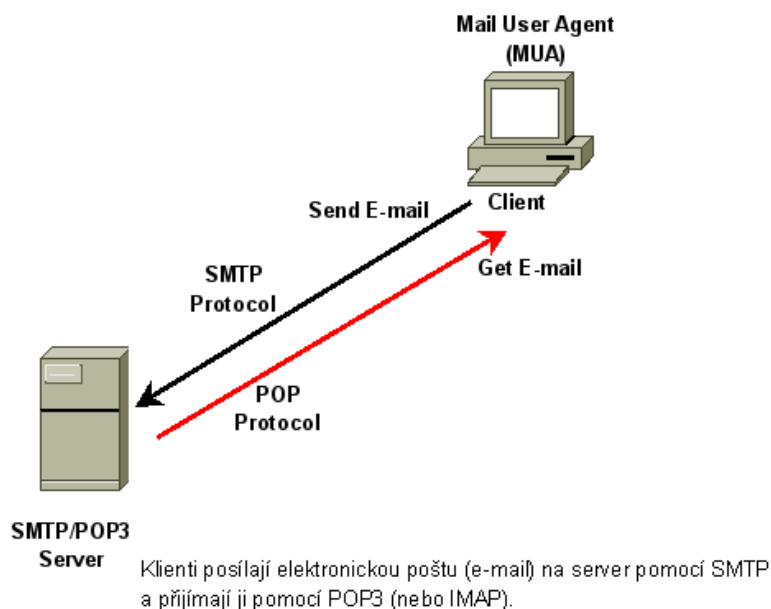 Mail User Agent
(MUA)
Client
Send E-mail
Get E-mail
SMTP
Protocol
POP
Protocol
SMTP/POP3
Server
Klienti posílají elektronickou poštu (e-mail) na server pomocí SMTP
a přijímají ji pomocí POP3 (nebo IMAP).